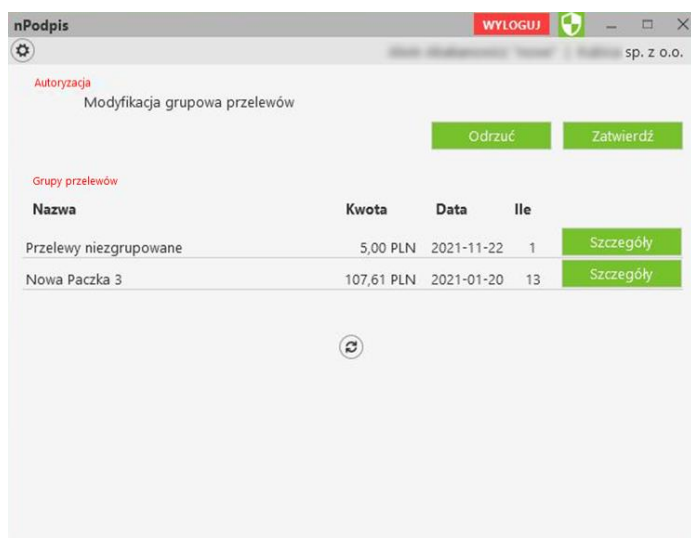 nPodpis WYLOGUJ
sp. z o.o.
Autoryzacja
Modyfikacja grupowa przelewów
Odrzuć Zatwierdź
Grupy przelewów
Nazwa Kwota Data Ile
Przelewy niezgrupowane 5,00 PLN 2021-11-22 1 Szczegóły
Nowa Paczka 3 107,61 PLN 2021-01-20 13 Szczegóły